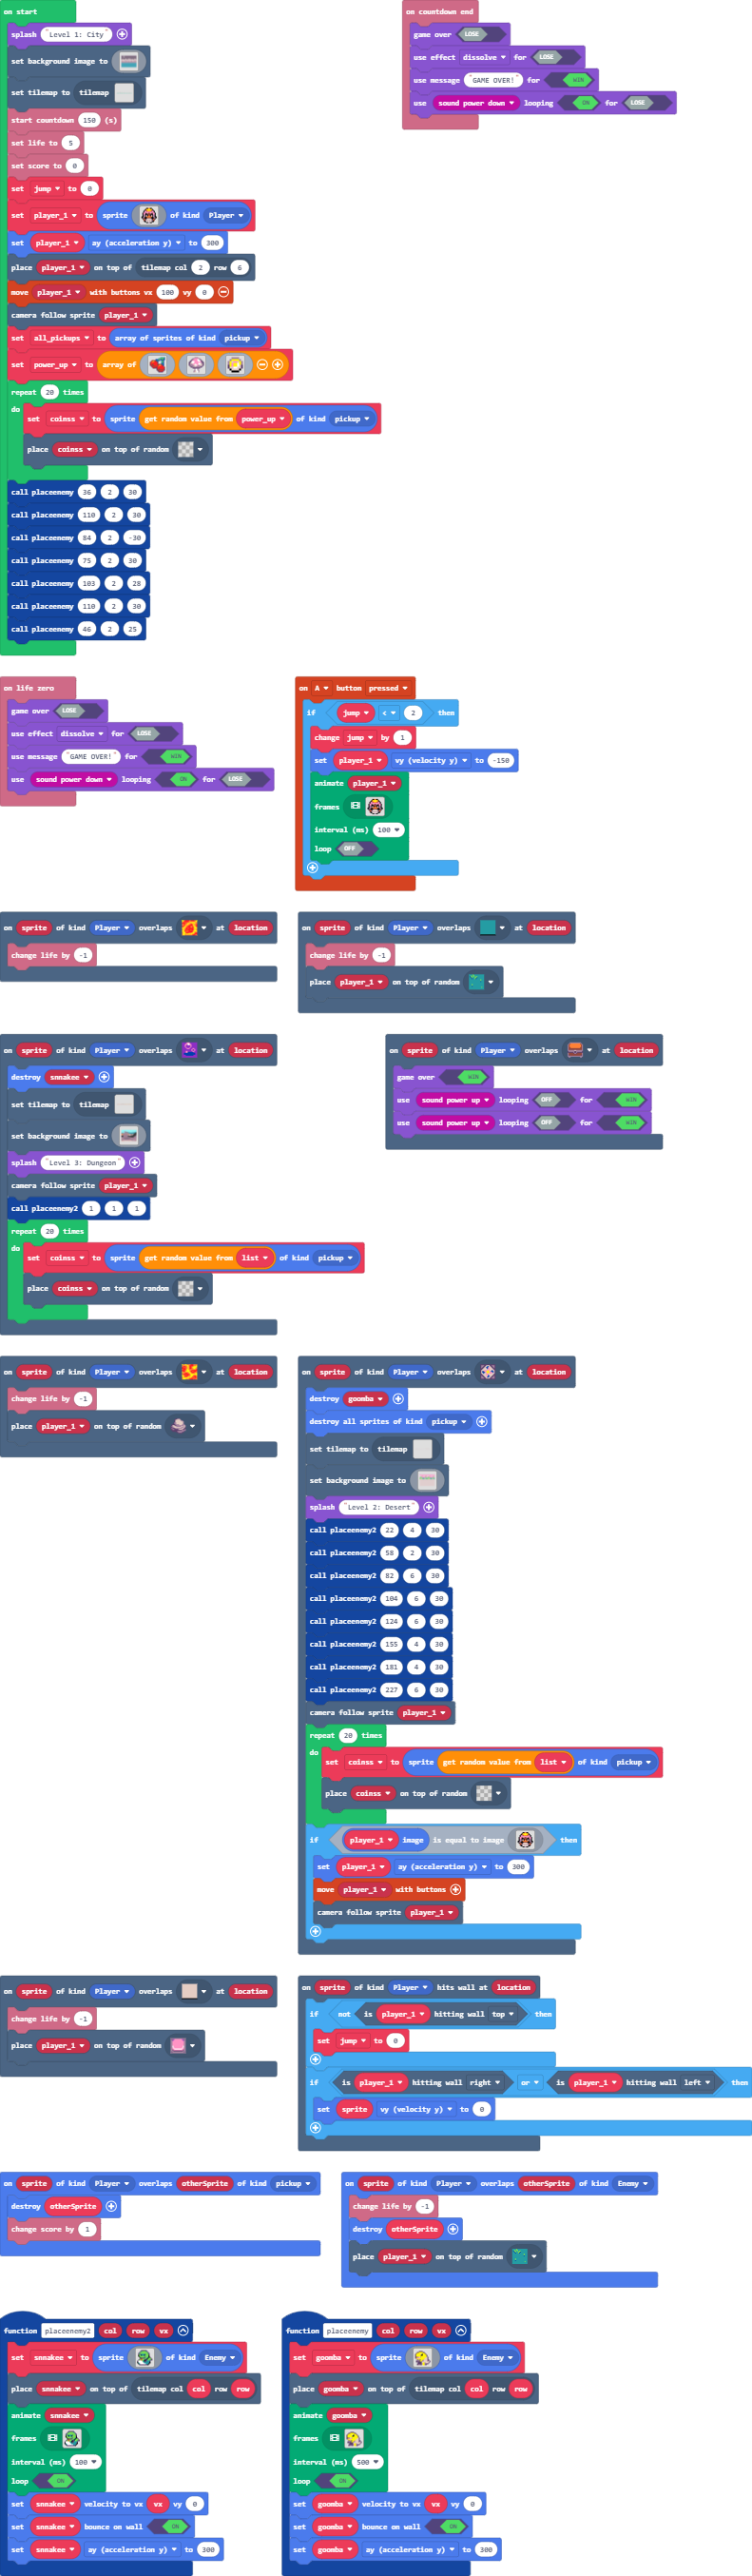 on start
splash "Level 1: City"
set background image to
set tilemap to tilemap
start countdown 150 (s)
set life to 5
set score to 0
set jump to 0
set player_1 to sprite of kind Player
set player_1 ay (acceleration y) to 300
place player_1 on top of tilemap col 2 row 6
move player_1 with buttons vx 100 vy 0
camera follow sprite player_1
set all_pickups to array of sprites of kind pickup
set power_up to array of
repeat 20 times
do
set coinss to sprite get random value from power_up of kind pickup
place coinss on top of random
call placeenemy 36 2 30
call placeenemy 110 2 30
call placeenemy 84 2 -30
call placeenemy 75 2 30
call placeenemy 103 2 28
call placeenemy 110 2 30
call placeenemy 46 2 25
on countdown end
game over LOSE
use effect dissolve for LOSE
use message "GAME OVER!" for WIN
use sound power down looping ON for LOSE
on life zero
game over LOSE
use effect dissolve for LOSE
use message "GAME OVER!" for WIN
use sound power down looping ON for LOSE
on A button pressed
if jump < 2 then
change jump by 1
set player_1 vy (velocity y) to -150
animate player_1
frames
interval (ms) 100
loop OFF
on sprite of kind Player overlaps at location
change life by -1
on sprite of kind Player overlaps at location
change life by -1
place player_1 on top of random
on sprite of kind Player overlaps at location
destroy snnakee
set tilemap to tilemap
set background image to
splash "Level 3: Dungeon"
camera follow sprite player_1
call placeenemy2 1 1 1
repeat 20 times
do
set coinss to sprite get random value from list of kind pickup
place coinss on top of random
on sprite of kind Player overlaps at location
game over WIN
use sound power up looping OFF for WIN
use sound power up looping OFF for WIN
on sprite of kind Player overlaps at location
change life by -1
place player_1 on top of random
on sprite of kind Player overlaps at location
destroy goomba
destroy all sprites of kind pickup
set tilemap to tilemap
set background image to
splash "Level 2: Desert"
call placeenemy2 22 4 30
call placeenemy2 58 2 30
call placeenemy2 82 6 30
call placeenemy2 104 6 30
call placeenemy2 124 6 30
call placeenemy2 155 4 30
call placeenemy2 181 4 30
call placeenemy2 227 6 30
camera follow sprite player_1
repeat 20 times
do
set coinss to sprite get random value from list of kind pickup
place coinss on top of random
if player_1 image is equal to image then
set player_1 ay (acceleration y) to 300
move player_1 with buttons
camera follow sprite player_1
on sprite of kind Player overlaps at location
change life by -1
place player_1 on top of random
on sprite of kind Player hits wall at location
if not is player_1 hitting wall top then
set jump to 0
if is player_1 hitting wall right or is player_1 hitting wall left then
set sprite vy (velocity y) to 0
on sprite of kind Player overlaps otherSprite of kind pickup
destroy otherSprite
change score by 1
on sprite of kind Player overlaps otherSprite of kind Enemy
change life by -1
destroy otherSprite
place player_1 on top of random
function placeenemy2 col row vx
set snnakee to sprite of kind Enemy
place snnakee on top of tilemap col col row row
animate snnakee
frames
interval (ms) 100
loop ON
set snnakee velocity to vx vx vy 0
set snnakee bounce on wall ON
set snnakee ay (acceleration y) to 300
function placeenemy col row vx
set goomba to sprite of kind Enemy
place goomba on top of tilemap col col row row
animate goomba
frames
interval (ms) 500
loop ON
set goomba velocity to vx vx vy 0
set goomba bounce on wall ON
set goomba ay (acceleration y) to 300